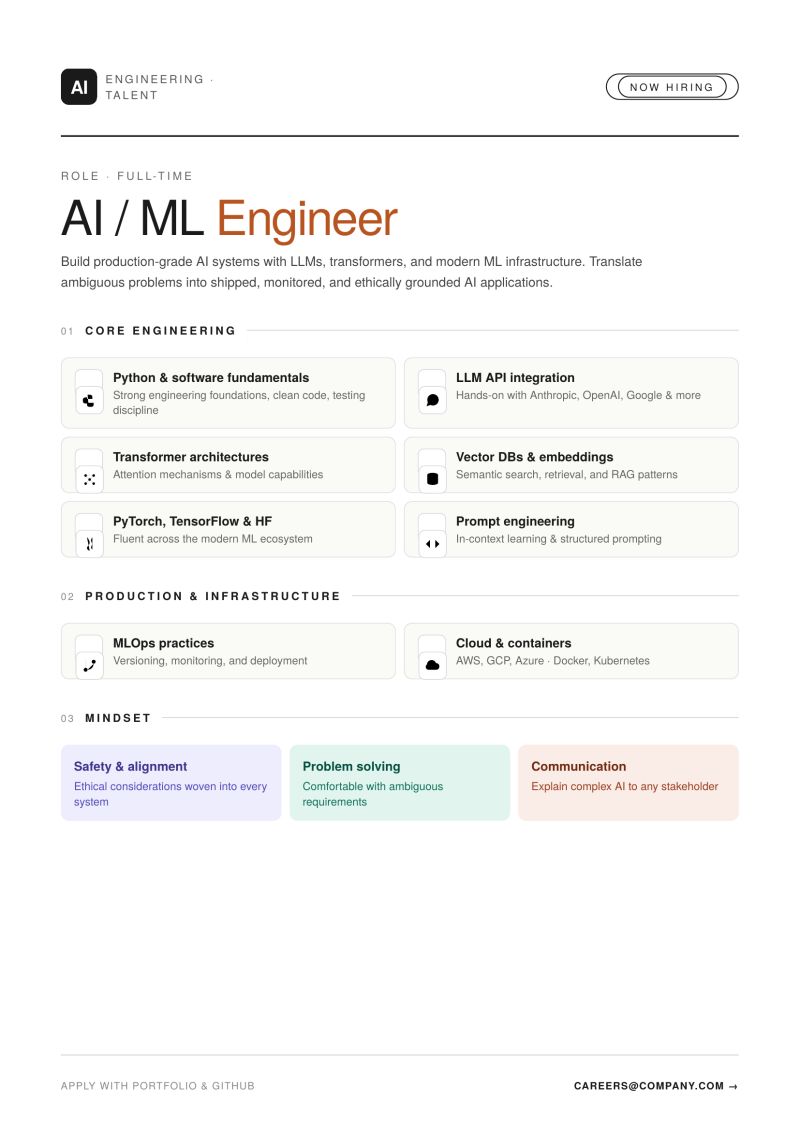 AI
ENGINEERING ·
TALENT
NOW HIRING
ROLE · FULL-TIME
AI / ML Engineer
Build production-grade AI systems with LLMs, transformers, and modern ML infrastructure. Translate
ambiguous problems into shipped, monitored, and ethically grounded AI applications.
01 CORE ENGINEERING
Python & software fundamentals
Strong engineering foundations, clean code, testing
discipline
LLM API integration
Hands-on with Anthropic, OpenAI, Google & more
Transformer architectures
Attention mechanisms & model capabilities
Vector DBs & embeddings
Semantic search, retrieval, and RAG patterns
PyTorch, TensorFlow & HF
Fluent across the modern ML ecosystem
Prompt engineering
In-context learning & structured prompting
02 PRODUCTION & INFRASTRUCTURE
MLOps practices
Versioning, monitoring, and deployment
Cloud & containers
AWS, GCP, Azure · Docker, Kubernetes
03 MINDSET
Safety & alignment
Ethical considerations woven into every
system
Problem solving
Comfortable with ambiguous
requirements
Communication
Explain complex AI to any stakeholder
APPLY WITH PORTFOLIO & GITHUB
CAREERS@COMPANY.COM →